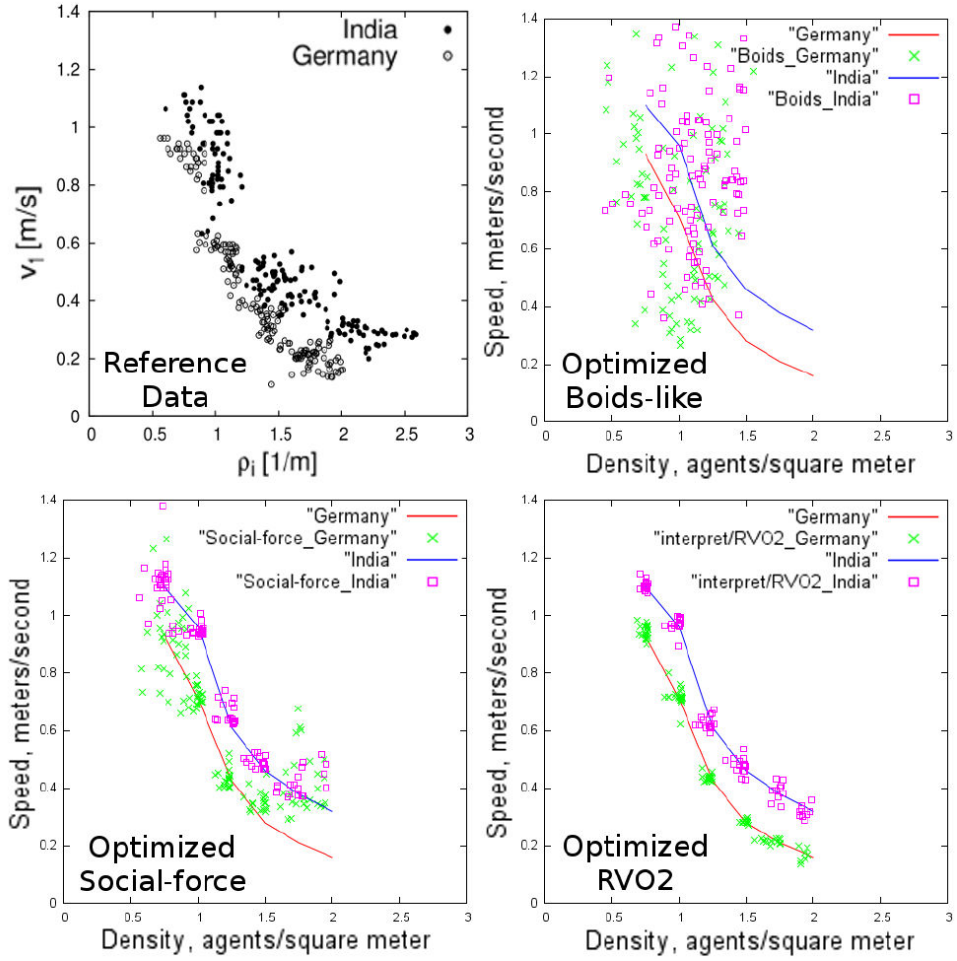 1.4
1.2
1
0.8
0.6
0.4
0.2
0
v1 [m/s]
India
Germany
Reference
Data
0 0.5 1 1.5 2 2.5 3
ρi [1/m]
1.4
1.2
1
0.8
0.6
0.4
0.2
0
Speed, meters/second
"Germany"
"Boids_Germany"
"India"
"Boids_India"
Optimized
Boids-like
0 0.5 1 1.5 2 2.5 3
Density, agents/square meter
1.4
1.2
1
0.8
0.6
0.4
0.2
0
Speed, meters/second
"Germany"
"Social-force_Germany"
"India"
"Social-force_India"
Optimized
Social-force
0 0.5 1 1.5 2 2.5 3
Density, agents/square meter
1.4
1.2
1
0.8
0.6
0.4
0.2
0
Speed, meters/second
"Germany"
"interpret/RVO2_Germany"
"India"
"interpret/RVO2_India"
Optimized
RVO2
0 0.5 1 1.5 2 2.5 3
Density, agents/square meter